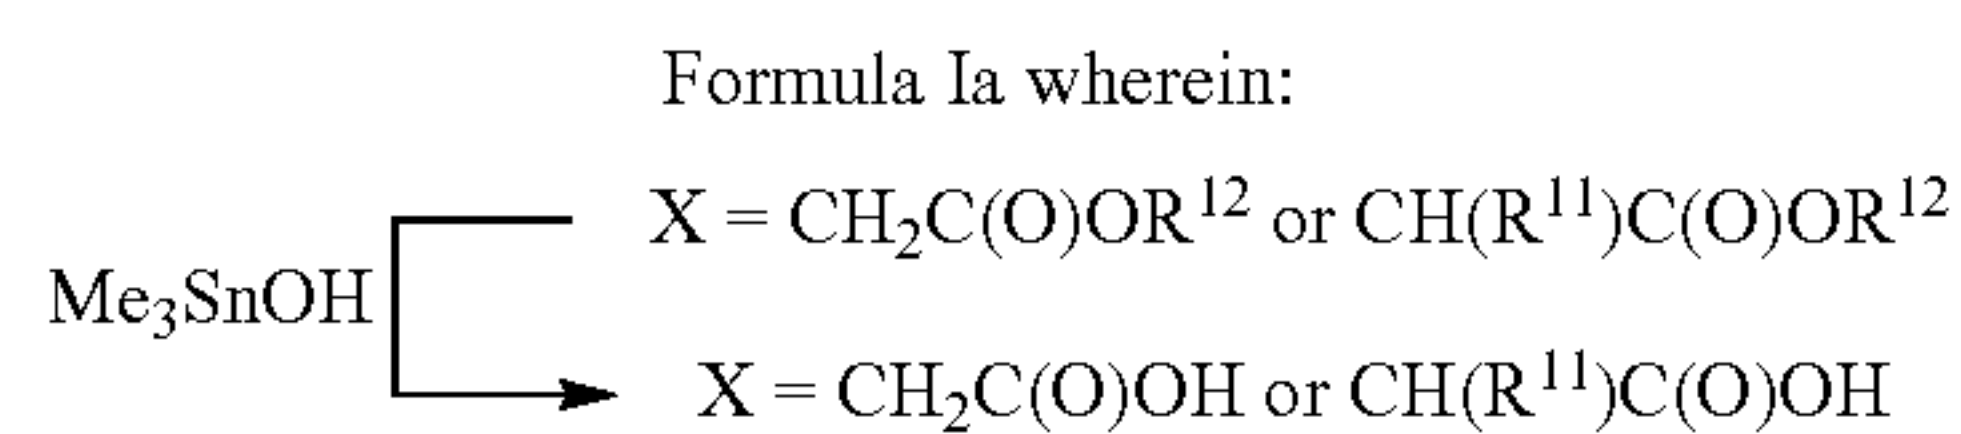 Formula Ia wherein:
X = CH₂C(O)OR¹² or CH(R¹¹)C(O)OR¹²
Me₃SnOH
X = CH₂C(O)OH or CH(R¹¹)C(O)OH